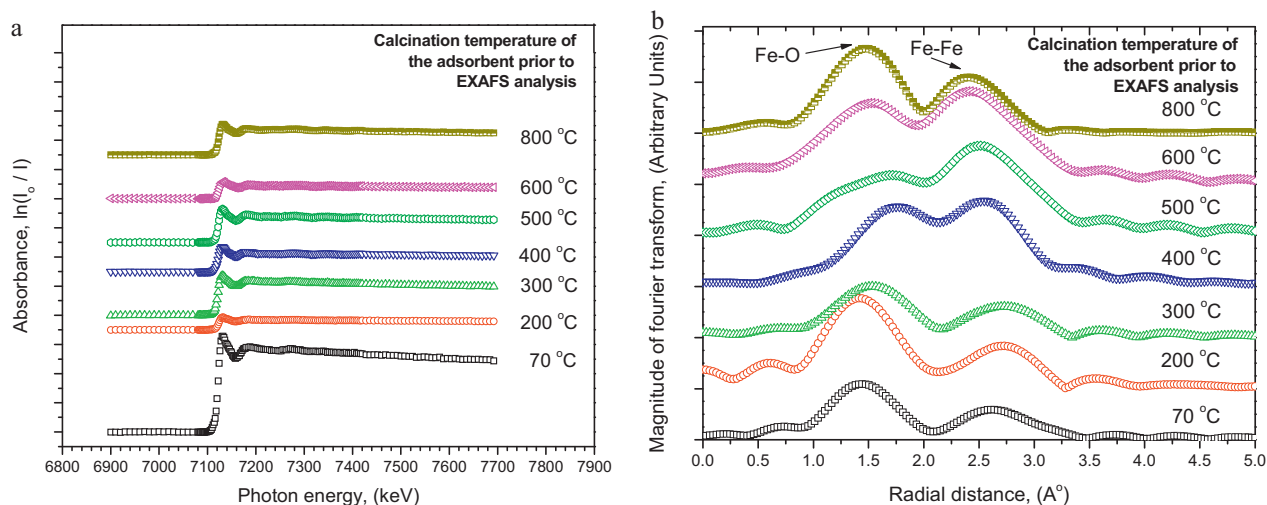 a
Calcination temperature of
the adsorbent prior to
EXAFS analysis
800 °C
600 °C
500 °C
400 °C
300 °C
200 °C
70 °C
Absorbance, ln(Io / I)
6800 6900 7000 7100 7200 7300 7400 7500 7600 7700 7800 7900
Photon energy, (keV)
b
Fe-O
Fe-Fe
Calcination temperature of
the adsorbent prior to
EXAFS analysis
800 °C
600 °C
500 °C
400 °C
300 °C
200 °C
70 °C
Magnitude of fourier transform, (Arbitrary Units)
0.0 0.5 1.0 1.5 2.0 2.5 3.0 3.5 4.0 4.5 5.0
Radial distance, (A°)